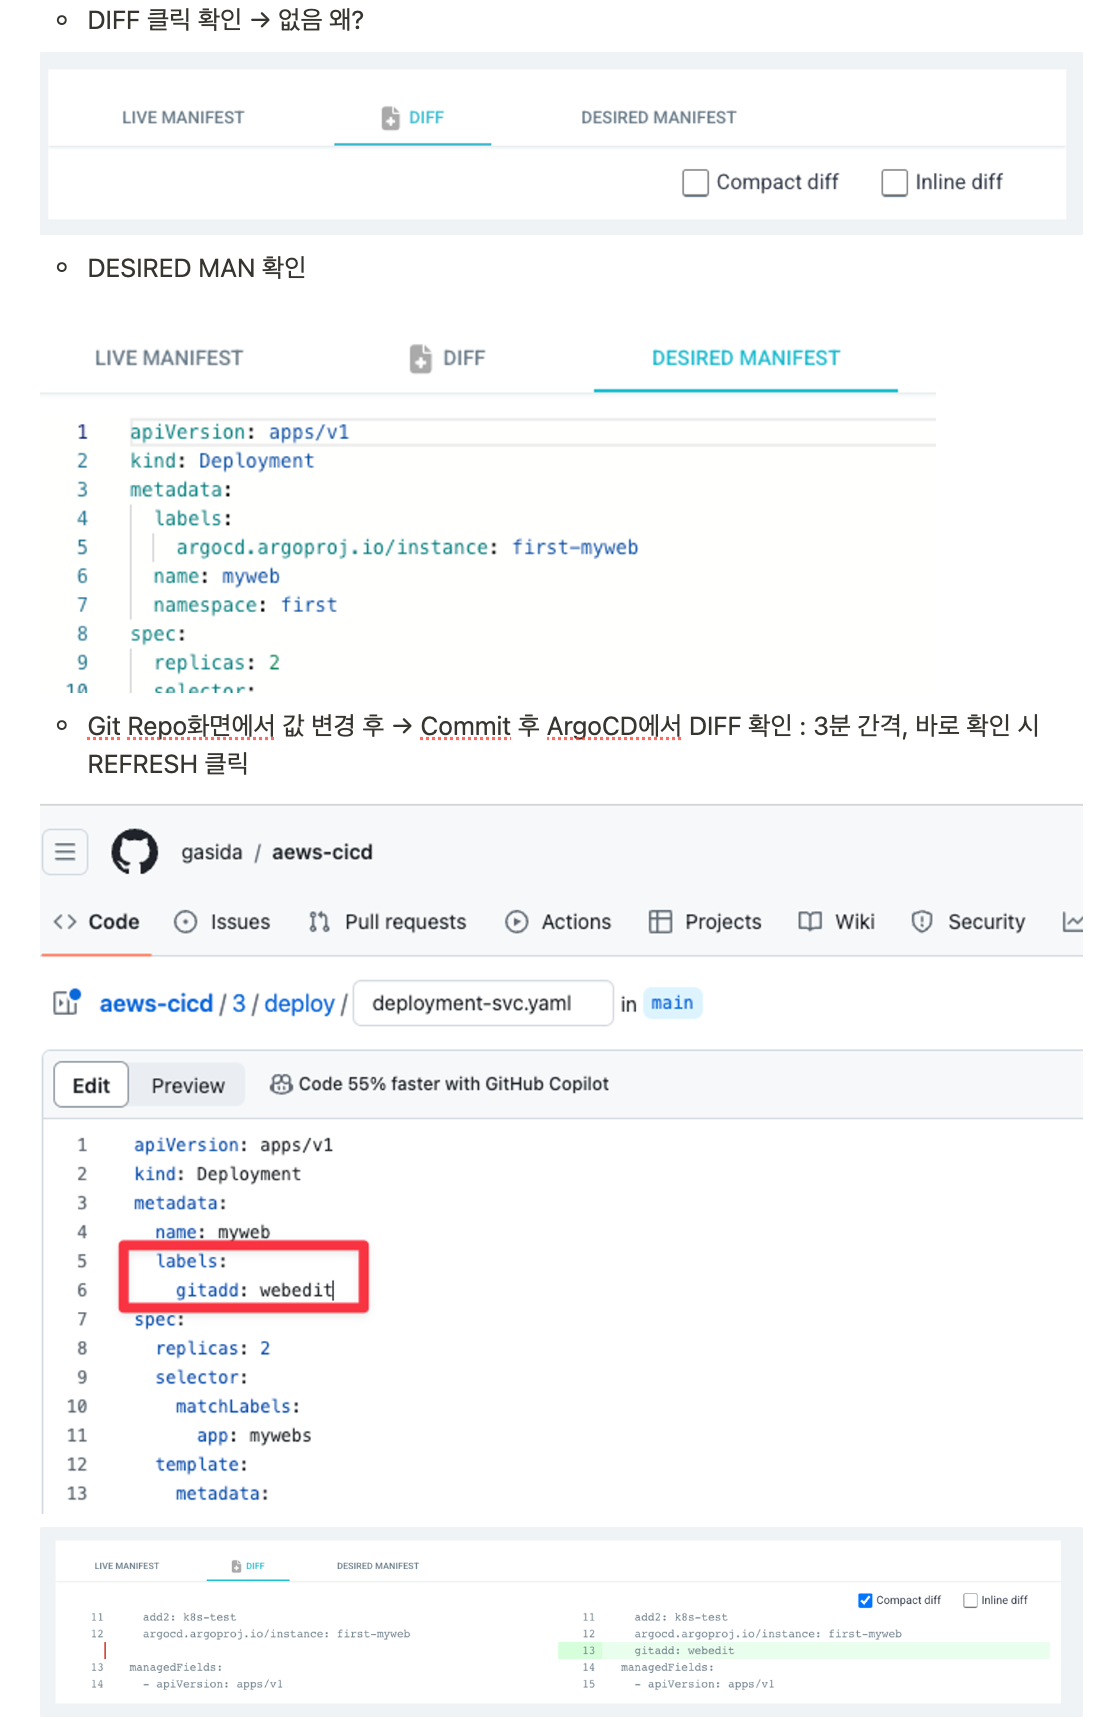 DIFF 클릭 확인 → 없음 왜?
LIVE MANIFEST DIFF DESIRED MANIFEST
Compact diff Inline diff
DESIRED MAN 확인
LIVE MANIFEST DIFF DESIRED MANIFEST
1 apiVersion: apps/v1
2 kind: Deployment
3 metadata:
4 labels:
5 argocd.argoproj.io/instance: first-myweb
6 name: myweb
7 namespace: first
8 spec:
9 replicas: 2
10 selector:
Git Repo화면에서 값 변경 후 → Commit 후 ArgoCD에서 DIFF 확인 : 3분 간격, 바로 확인 시
REFRESH 클릭
gasida / aews-cicd
Code Issues Pull requests Actions Projects Wiki Security
aews-cicd / 3 / deploy / deployment-svc.yaml in main
Edit Preview Code 55% faster with GitHub Copilot
1 apiVersion: apps/v1
2 kind: Deployment
3 metadata:
4 name: myweb
5 labels:
6 gitadd: webedit
7 spec:
8 replicas: 2
9 selector:
10 matchLabels:
11 app: mywebs
12 template:
13 metadata:
LIVE MANIFEST DIFF DESIRED MANIFEST
Compact diff Inline diff
11 add2: k8s-test 11 add2: k8s-test
12 argocd.argoproj.io/instance: first-myweb 12 argocd.argoproj.io/instance: first-myweb
13 gitadd: webedit
13 managedFields: 14 managedFields:
14 - apiVersion: apps/v1 15 - apiVersion: apps/v1